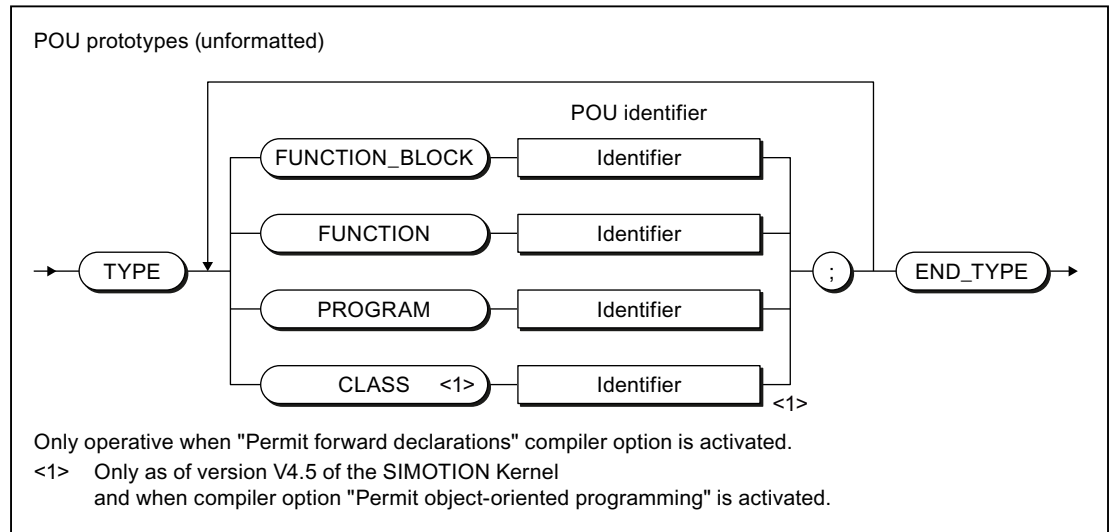 POU prototypes (unformatted)
POU identifier
FUNCTION_BLOCK Identifier
FUNCTION Identifier
TYPE PROGRAM Identifier ; END_TYPE
CLASS <1> Identifier <1>
Only operative when "Permit forward declarations" compiler option is activated.
<1> Only as of version V4.5 of the SIMOTION Kernel
and when compiler option "Permit object-oriented programming" is activated.